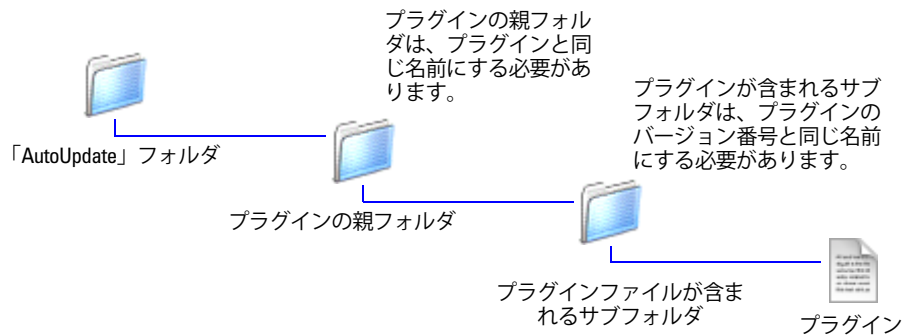 プラグインの親フォル
ダは、プラグインと同
じ名前にする必要があ
ります。
プラグインが含まれるサブ
フォルダは、プラグインの
バージョン番号と同じ名前
にする必要があります。
「AutoUpdate」フォルダ
プラグインの親フォルダ
プラグインファイルが含ま
れるサブフォルダ
プラグイン